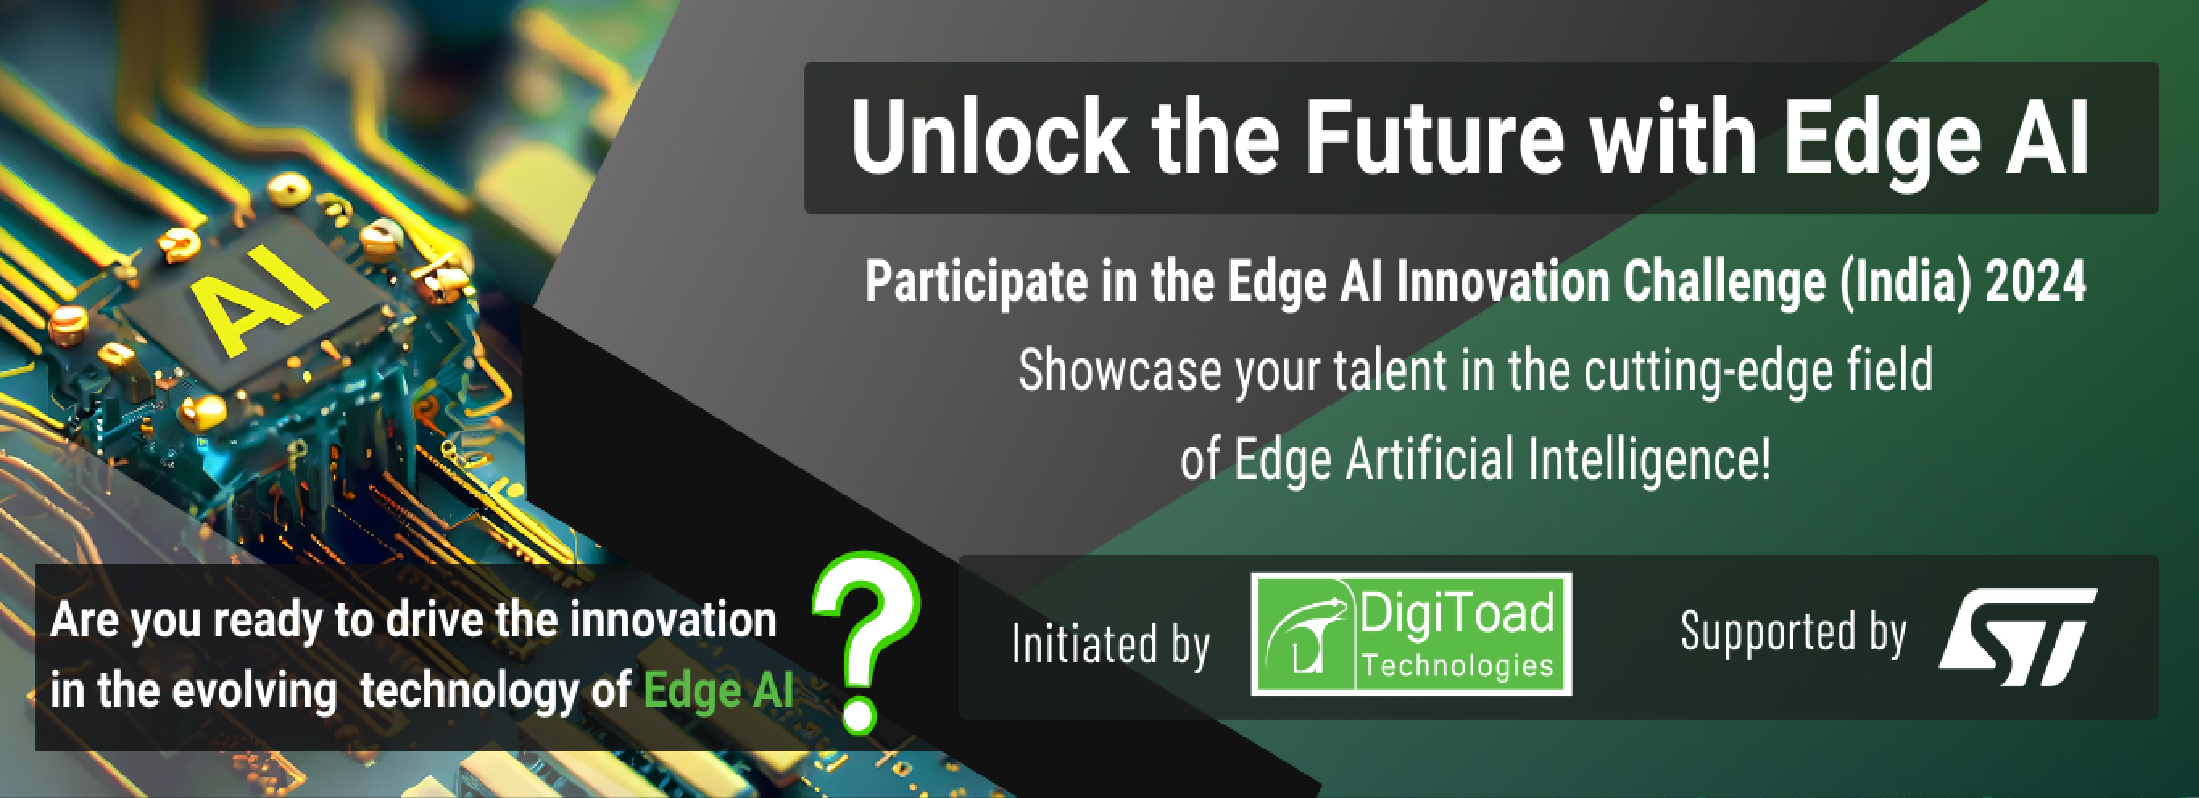 AI
Unlock the Future with Edge AI
Participate in the Edge AI Innovation Challenge (India) 2024
Showcase your talent in the cutting-edge field
of Edge Artificial Intelligence!
Are you ready to drive the innovation
in the evolving technology of Edge AI
?
Initiated by
DigiToad
Technologies
Supported by
ST